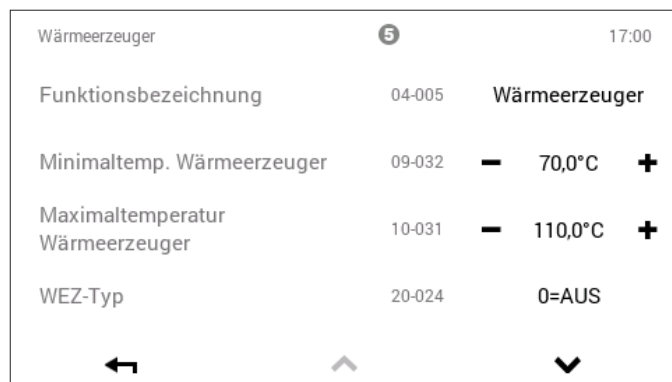 Wärmeerzeuger 5 17:00
Funktionsbezeichnung 04-005 Wärmeerzeuger
Minimaltemp. Wärmeerzeuger 09-032 − 70,0°C +
Maximaltemperatur
Wärmeerzeuger 10-031 − 110,0°C +
WEZ-Typ 20-024 0=AUS